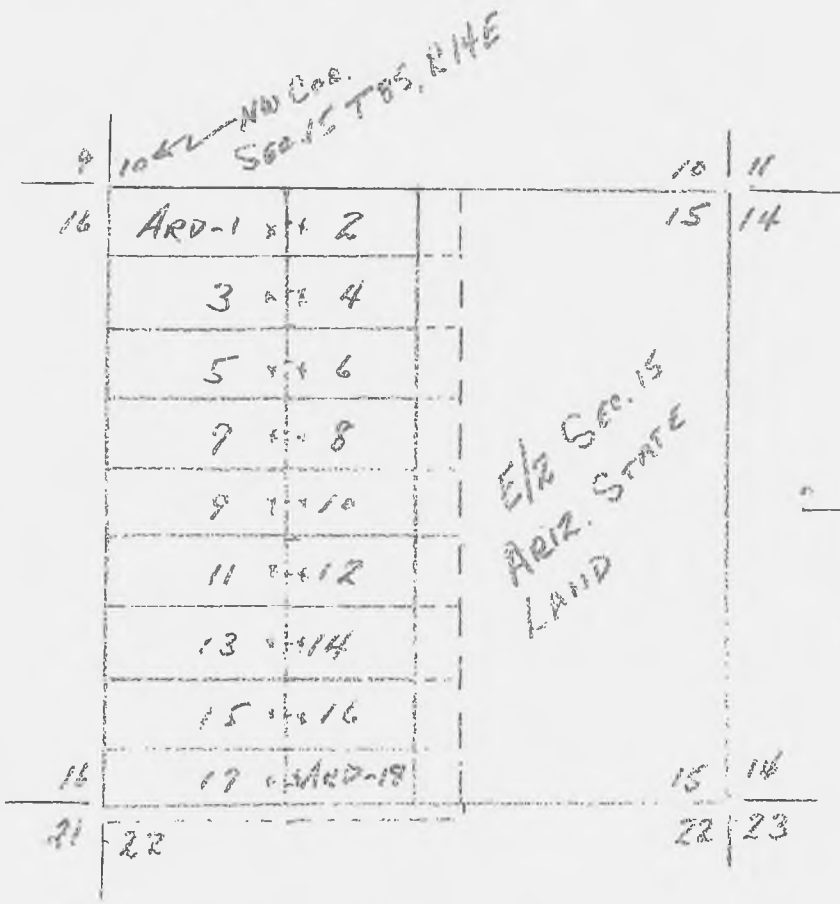 NW COR.
SEC. 15 T8S, R14E
9 10
10 11
16
15 14
ARD-1 2
3 4
5 6
7 8
9 10
11 12
13 14
15 16
17 ARD-18
E/2 SEC. 15
ARIZ. STATE
LAND
16
15 14
21 22
22 23